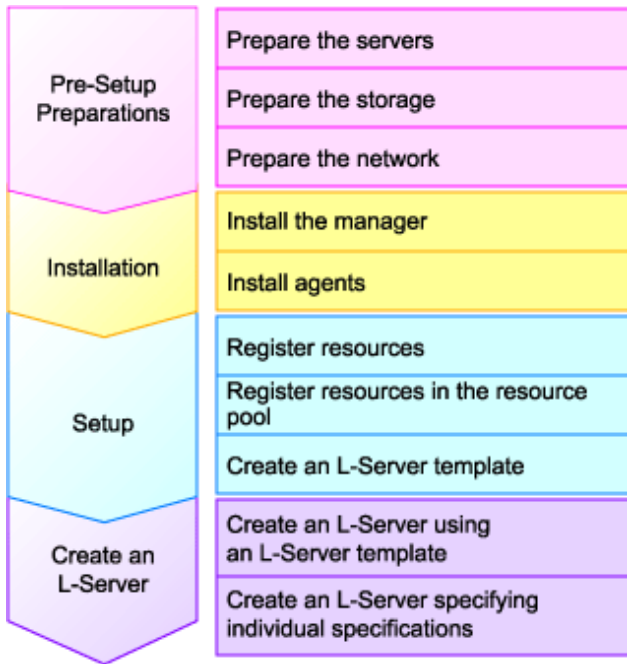 Pre-Setup
Preparations
Prepare the servers
Prepare the storage
Prepare the network
Installation
Install the manager
Install agents
Setup
Register resources
Register resources in the resource
pool
Create an L-Server template
Create an
L-Server
Create an L-Server using
an L-Server template
Create an L-Server specifying
individual specifications